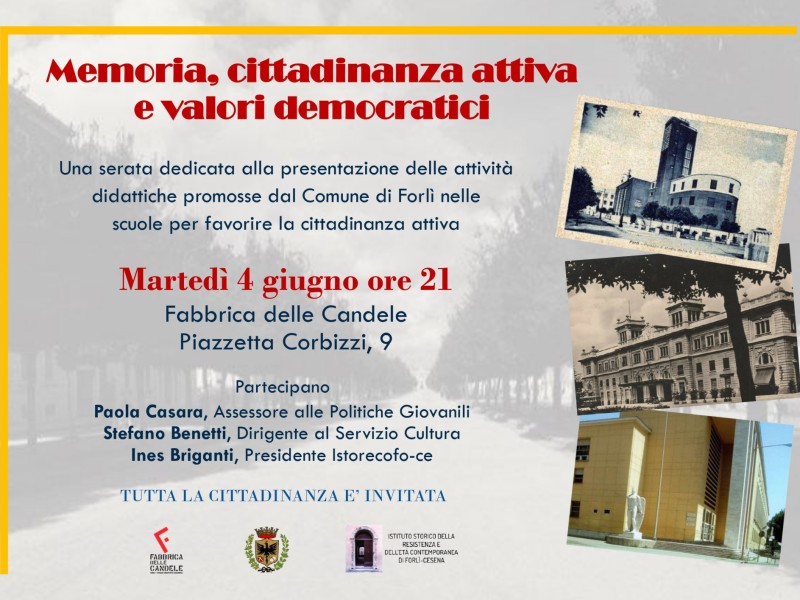 Memoria, cittadinanza attiva
e valori democratici
Una serata dedicata alla presentazione delle attività
didattiche promosse dal Comune di Forlì nelle
scuole per favorire la cittadinanza attiva
Martedì 4 giugno ore 21
Fabbrica delle Candele
Piazzetta Corbizzi, 9
Partecipano
Paola Casara, Assessore alle Politiche Giovanili
Stefano Benetti, Dirigente al Servizio Cultura
Ines Briganti, Presidente Istorecofo-ce
TUTTA LA CITTADINANZA E' INVITATA
FABBRICA
DELLE
CANDELE
ISTITUTO STORICO DELLA
RESISTENZA E
DELL'ETÀ CONTEMPORANEA
DI FORLÌ-CESENA